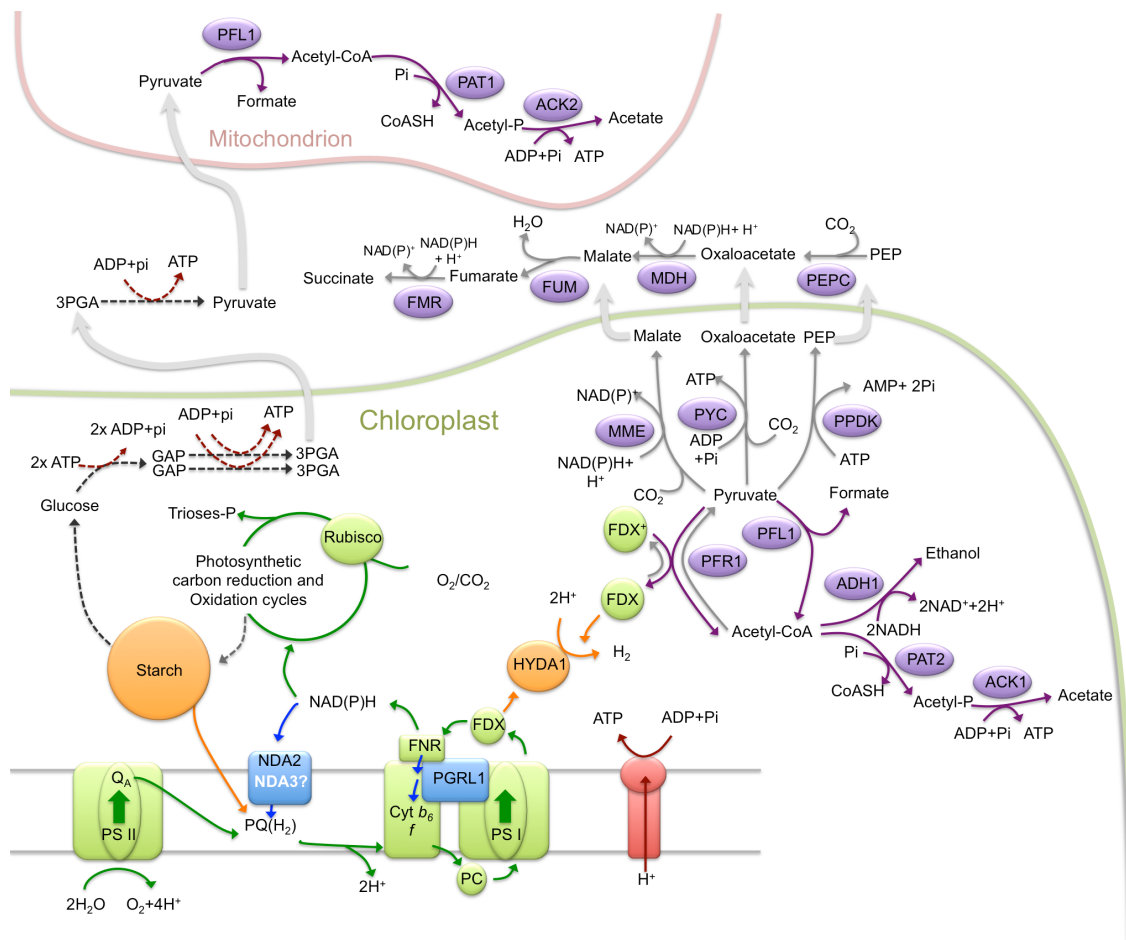 PFL1
Pyruvate
Acetyl-CoA
Formate
Pi
PAT1
CoASH
Acetyl-P
ACK2
Acetate
ADP+Pi
ATP
Mitochondrion
ADP+pi
ATP
3PGA
Pyruvate
Succinate
NAD(P)⁺
NAD(P)H
+ H⁺
FMR
Fumarate
H₂O
FUM
Malate
NAD(P)⁺
NAD(P)H+ H⁺
MDH
Oxaloacetate
CO₂
PEPC
PEP
Chloroplast
Malate
Oxaloacetate
PEP
NAD(P)⁺
MME
NAD(P)H+
H⁺
CO₂
ATP
PYC
ADP
+Pi
CO₂
AMP+ 2Pi
PPDK
ATP
2x ADP+pi
2x ATP
ADP+pi
ATP
GAP
GAP
3PGA
3PGA
Glucose
Trioses-P
Rubisco
Photosynthetic
carbon reduction and
Oxidation cycles
O₂/CO₂
Starch
Pyruvate
Formate
FDX⁺
PFR1
PFL1
FDX
Acetyl-CoA
ADH1
Ethanol
2NAD⁺+2H⁺
2NADH
Pi
PAT2
CoASH
Acetyl-P
ACK1
Acetate
ADP+Pi
ATP
2H⁺
HYDA1
H₂
NAD(P)H
FNR
FDX
ATP
ADP+Pi
Q_A
PS II
NDA2
NDA3?
PQ(H₂)
PGRL1
Cyt b₆
f
PS I
2H⁺
PC
H⁺
2H₂O
O₂+4H⁺